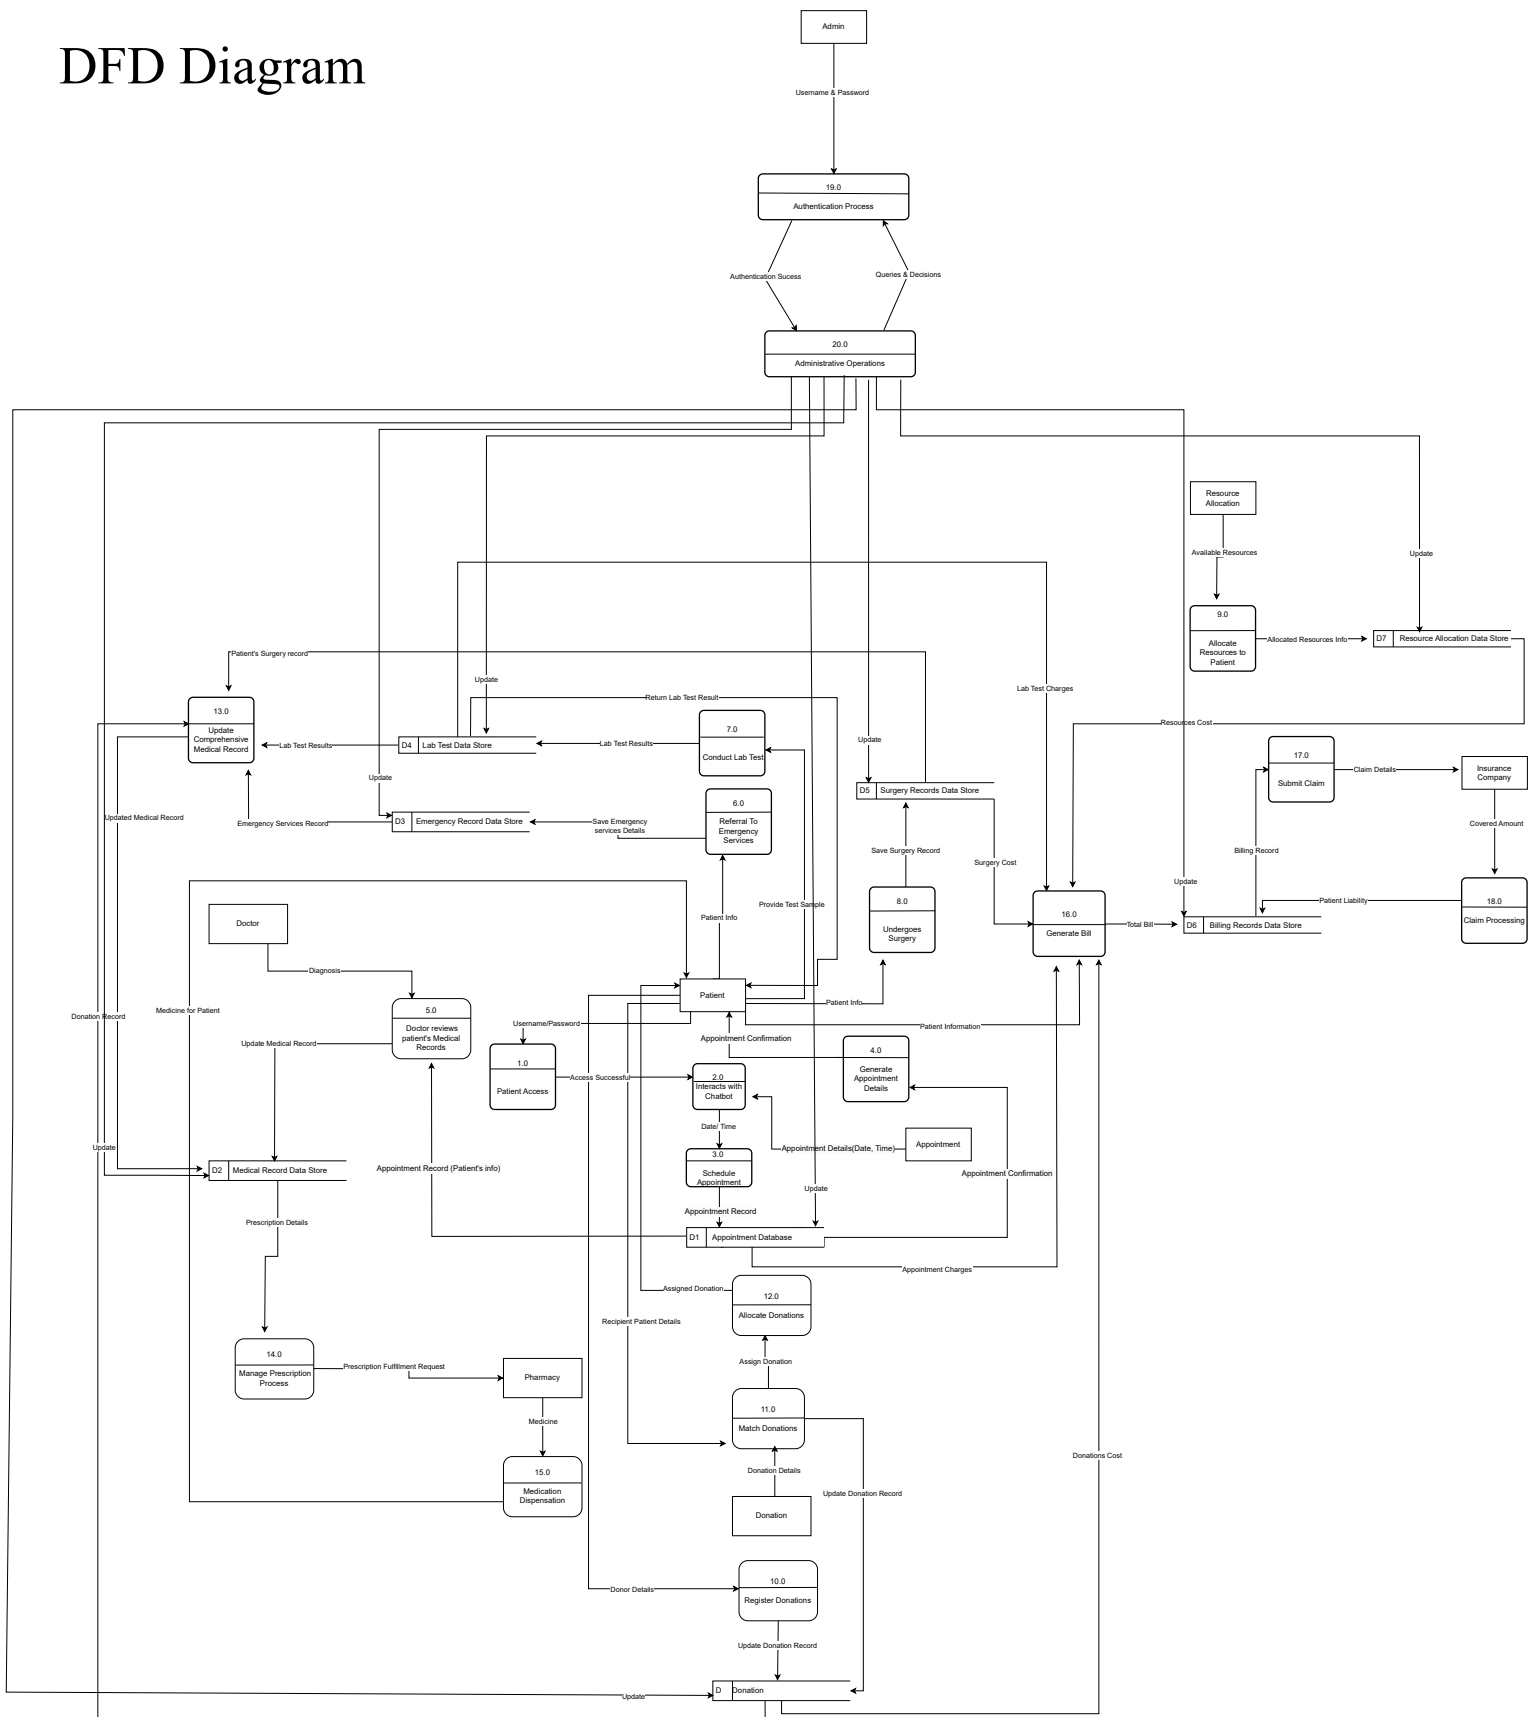 DFD Diagram
Admin
Username & Password
19.0
Authentication Process
Authentication Sucess
Queries & Decisions
20.0
Administrative Operations
Resource
Allocation
Available Resources
Update
9.0
Allocate
Resources to
Patient
Allocated Resources Info
D7
Resource Allocation Data Store
Patient's Surgery record
Update
Return Lab Test Result
Lab Test Charges
Resources Cost
13.0
Update
Comprehensive
Medical Record
Lab Test Results
D4
Lab Test Data Store
Lab Test Results
7.0
Conduct Lab Test
Update
17.0
Submit Claim
Claim Details
Insurance
Company
Update
D5
Surgery Records Data Store
6.0
Referral To
Emergency
Services
Updated Medical Record
Emergency Services Record
D3
Emergency Record Data Store
Save Emergency
services Details
Covered Amount
Save Surgery Record
Surgery Cost
Billing Record
Update
Doctor
Patient Info
Provide Test Sample
8.0
Undergoes
Surgery
16.0
Generate Bill
Total Bill
D6
Billing Records Data Store
Patient Liability
18.0
Claim Processing
Diagnosis
Patient
Patient Info
Patient Information
Donation Record
Medicine for Patient
5.0
Doctor reviews
patient's Medical
Records
Username/Password
Appointment Confirmation
Update Medical Record
1.0
Patient Access
Access Successful
2.0
Interacts with
Chatbot
4.0
Generate
Appointment
Details
Date/ Time
Appointment Details(Date, Time)
Appointment
Update
3.0
Schedule
Appointment
D2
Medical Record Data Store
Appointment Record (Patient's info)
Appointment Confirmation
Update
Appointment Record
Prescription Details
D1
Appointment Database
Appointment Charges
Assigned Donation
12.0
Allocate Donations
Recipient Patient Details
14.0
Manage Prescription
Process
Prescription Fulfillment Request
Pharmacy
Assign Donation
Medicine
11.0
Match Donations
Donations Cost
15.0
Medication
Dispensation
Donation Details
Update Donation Record
Donation
Donor Details
10.0
Register Donations
Update Donation Record
Update
D
Donation